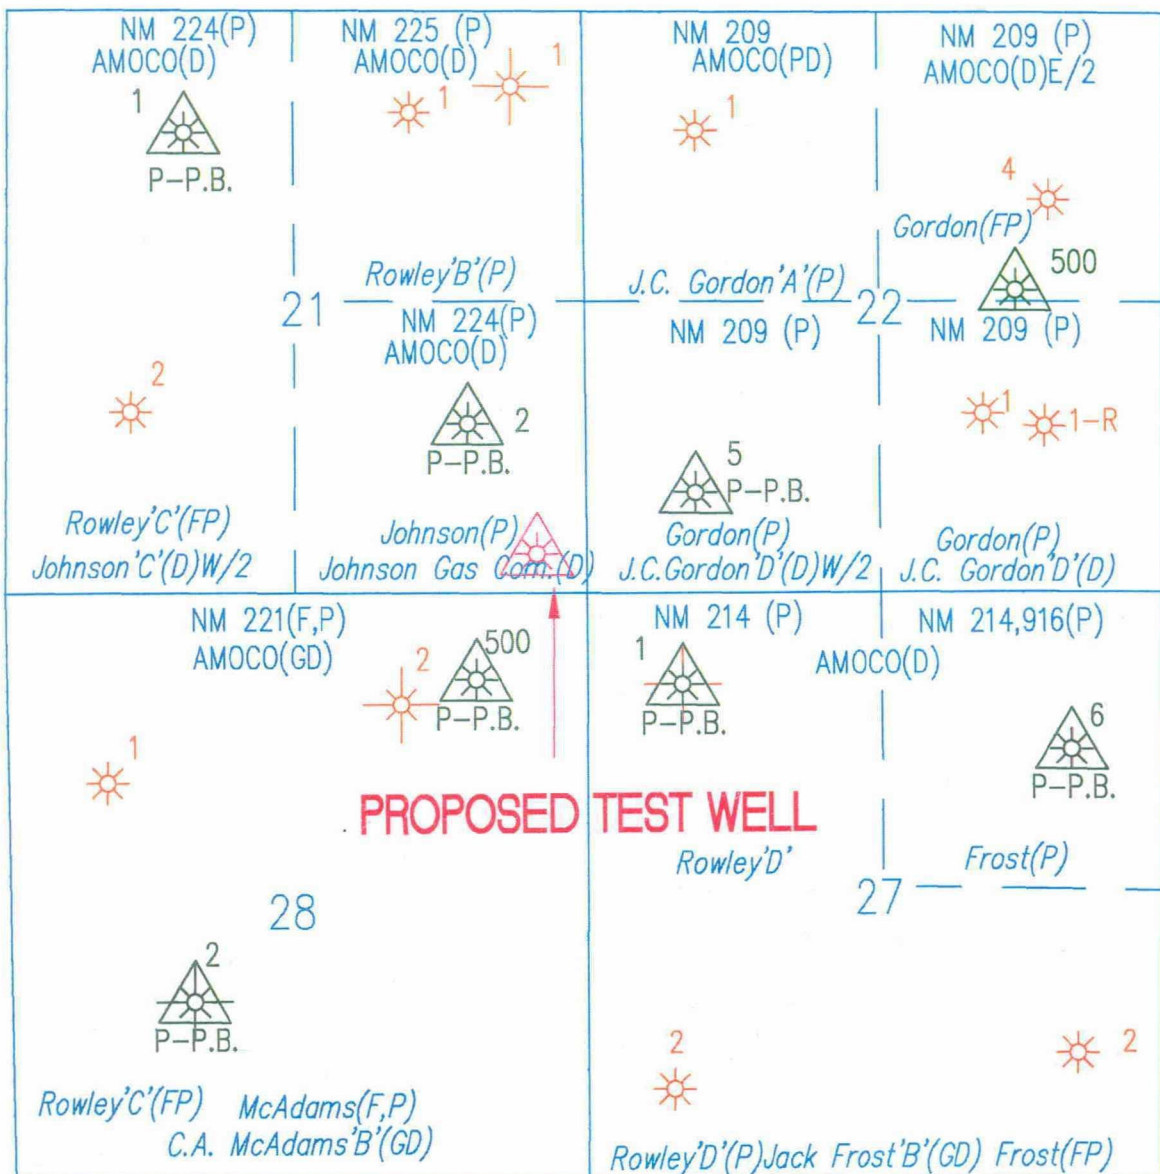 NM 224(P)
AMOCO(D)
1
P-P.B.
NM 225 (P)
AMOCO(D)
1
1
NM 209
AMOCO(PD)
1
NM 209 (P)
AMOCO(D)E/2
4
Gordon(FP)
500
Rowley'B'(P)
J.C. Gordon'A'(P)
21
22
NM 224(P)
AMOCO(D)
NM 209 (P)
NM 209 (P)
2
2
P-P.B.
5
P-P.B.
1
1-R
Rowley'C'(FP)
Johnson'C'(D)W/2
Johnson(P)
Johnson Gas Com.(D)
Gordon(P)
J.C.Gordon'D'(D)W/2
Gordon(P)
J.C. Gordon'D'(D)
NM 221(F,P)
AMOCO(GD)
2
500
P-P.B.
1
NM 214 (P)
NM 214,916(P)
AMOCO(D)
1
P-P.B.
6
P-P.B.
PROPOSED TEST WELL
Rowley'D'
Frost(P)
28
27
2
P-P.B.
2
2
Rowley'C'(FP) McAdams(F,P)
C.A. McAdams'B'(GD)
Rowley'D'(P)Jack Frost'B'(GD) Frost(FP)